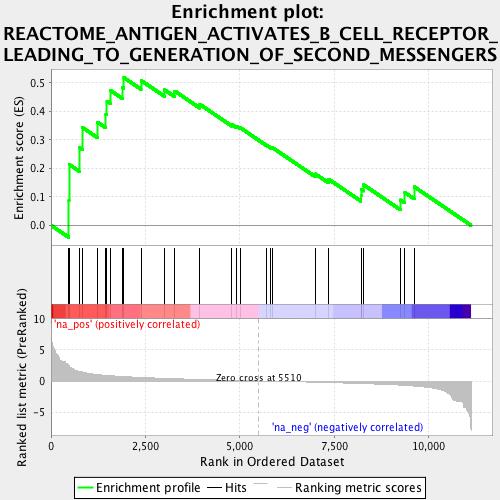 Enrichment plot:
REACTOME_ANTIGEN_ACTIVATES_B_CELL_RECEPTOR_
LEADING_TO_GENERATION_OF_SECOND_MESSENGERS
Enrichment score (ES)
0.5
0.4
0.3
0.2
0.1
0.0
Ranked list metric (PreRanked)
10
5
0
-5
'na_pos' (positively correlated)
Zero cross at 5510
'na_neg' (negatively correlated)
0
2,500
5,000
7,500
10,000
Rank in Ordered Dataset
Enrichment profile
Hits
Ranking metric scores